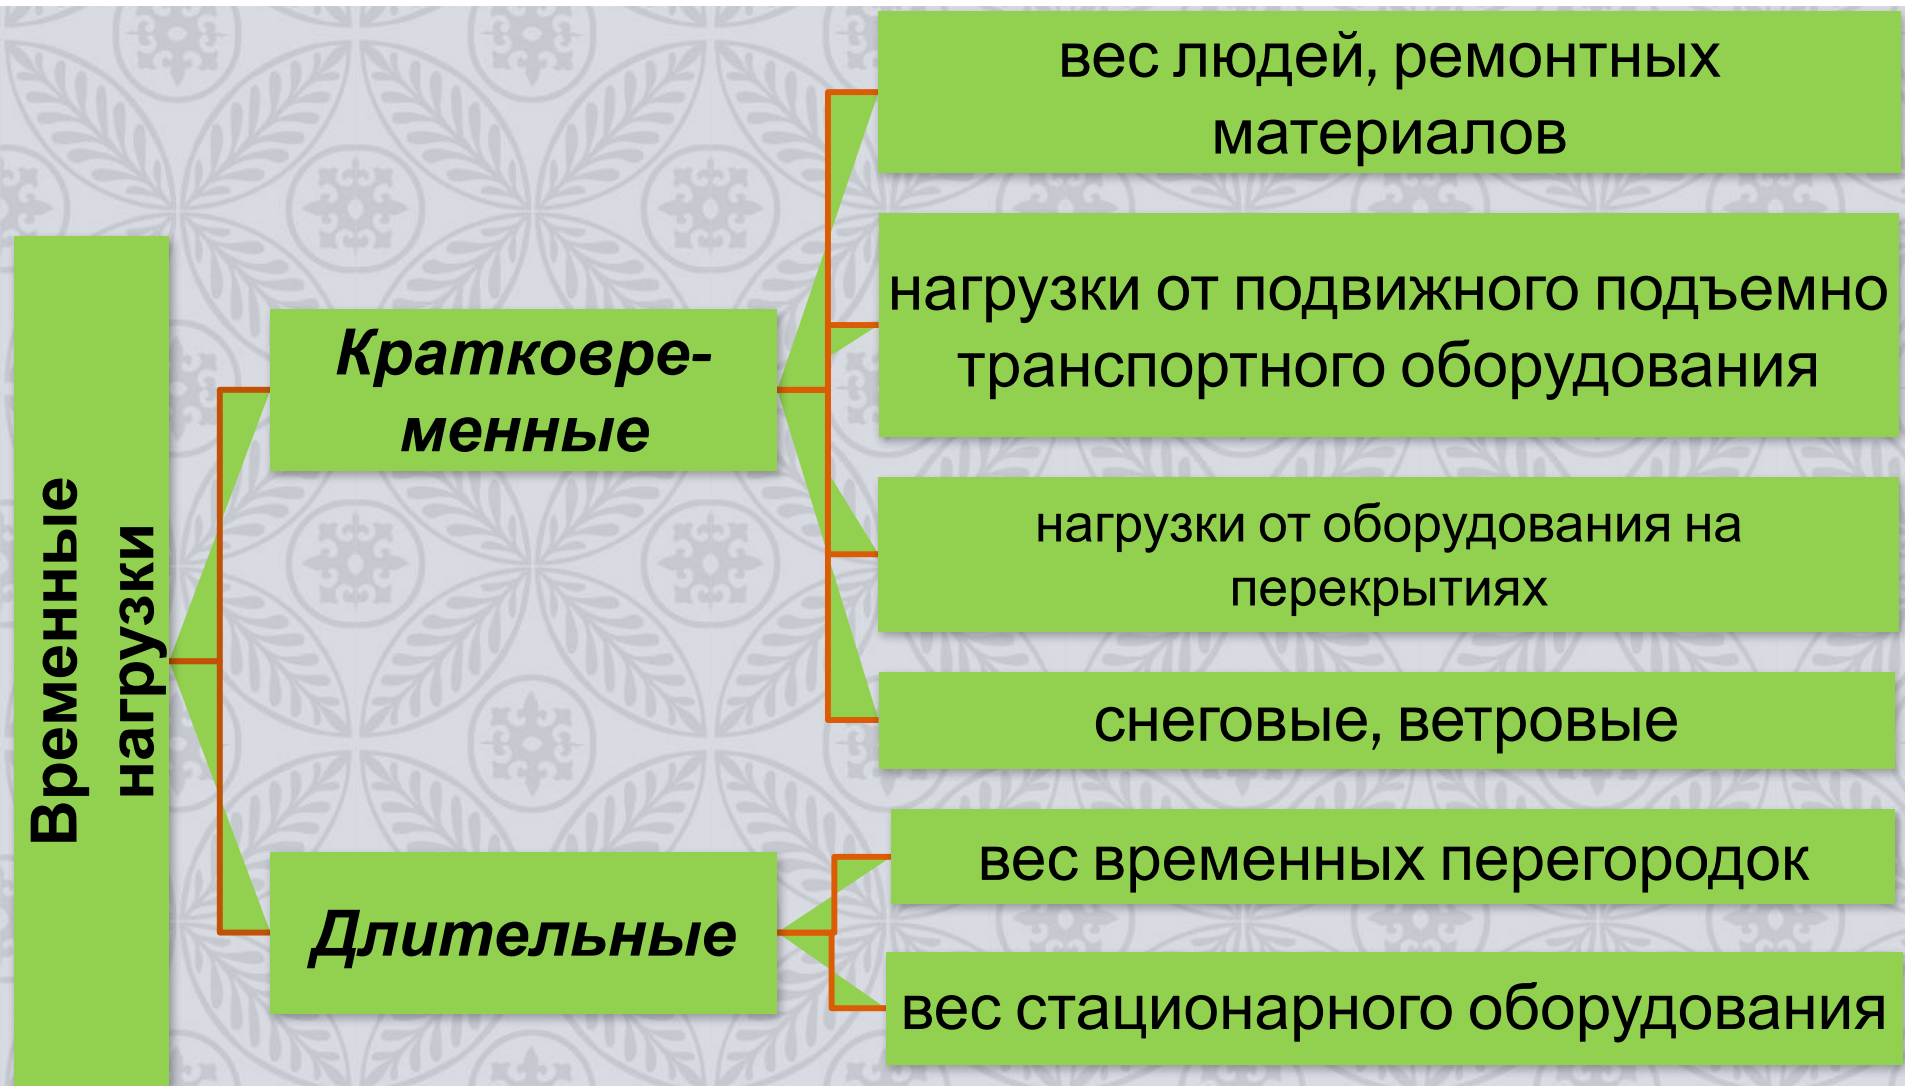 Временные
нагрузки
Кратковре-
менные
вес людей, ремонтных
материалов
нагрузки от подвижного подъемно
транспортного оборудования
нагрузки от оборудования на
перекрытиях
снеговые, ветровые
Длительные
вес временных перегородок
вес стационарного оборудования